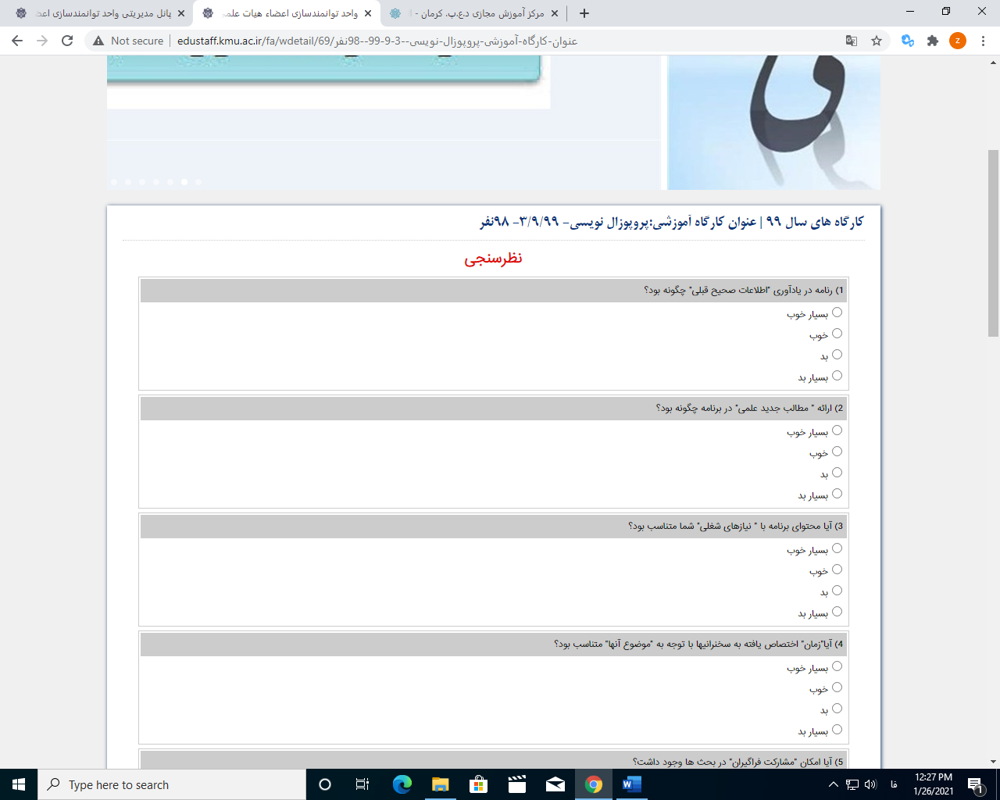 پانل مدیریتی واحد توانمندسازی اعض
واحد توانمندسازی اعضاء هیات علمی
مرکز آموزش مجازی د.ع.پ. کرمان - ا
Not secure
edustaff.kmu.ac.ir/fa/wdetail/69/عنوان-کارگاه-آموزشی-پروپوزال-نویسی--3-9-99--98نفر
z
کارگاه های سال ۹۹ | عنوان کارگاه آموزشی:پروپوزال نویسی- ۳/۹/۹۹- ۹۸نفر
نظرسنجی
1) رنامه در یادآوری "اطلاعات صحیح قبلی" چگونه بود؟
بسیار خوب
خوب
بد
بسیار بد
2) ارائه " مطالب جدید علمی" در برنامه چگونه بود؟
بسیار خوب
خوب
بد
بسیار بد
3) آیا محتوای برنامه با " نیازهای شغلی" شما متناسب بود؟
بسیار خوب
خوب
بد
بسیار بد
4) آیا"زمان" اختصاص یافته به سخنرانیها با توجه به "موضوع آنها" متناسب بود؟
بسیار خوب
خوب
بد
بسیار بد
5) آیا امکان "مشارکت فراگیران" در بحث ها وجود داشت؟
Type here to search
فا
12:27 PM
1/26/2021
1